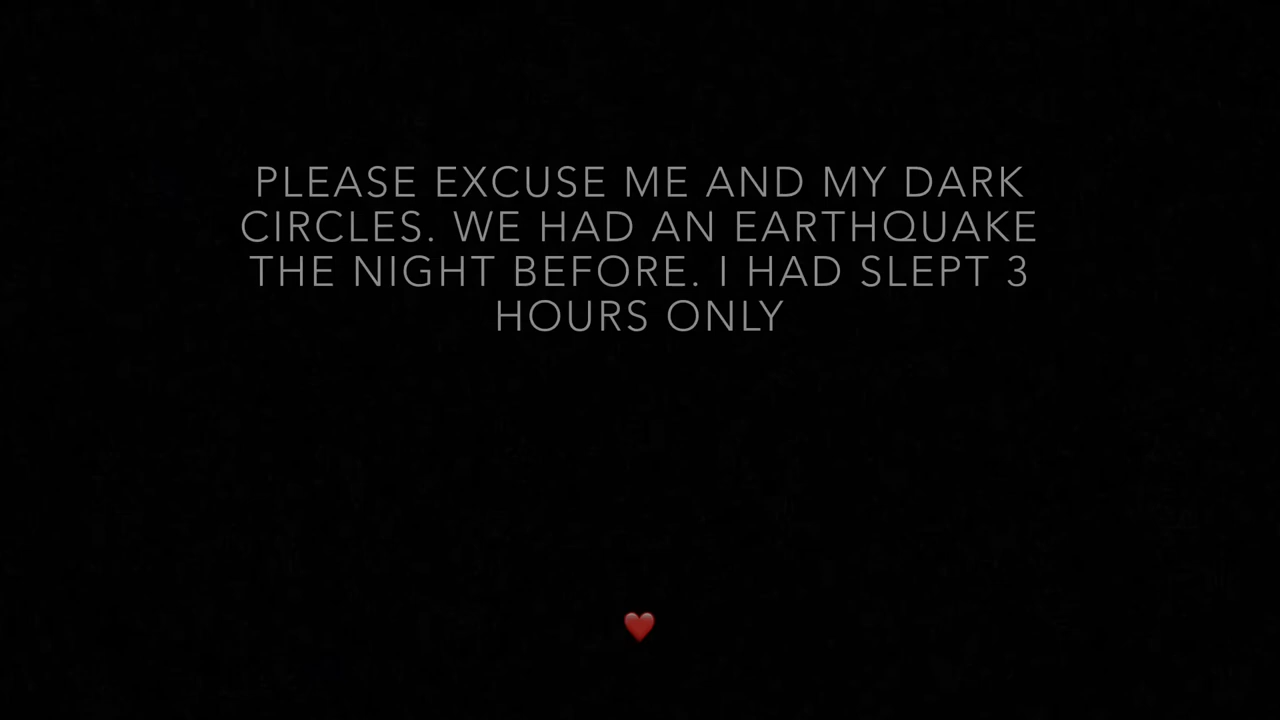 PLEASE EXCUSE ME AND MY DARK
CIRCLES. WE HAD AN EARTHQUAKE
THE NIGHT BEFORE. I HAD SLEPT 3
HOURS ONLY
❤️